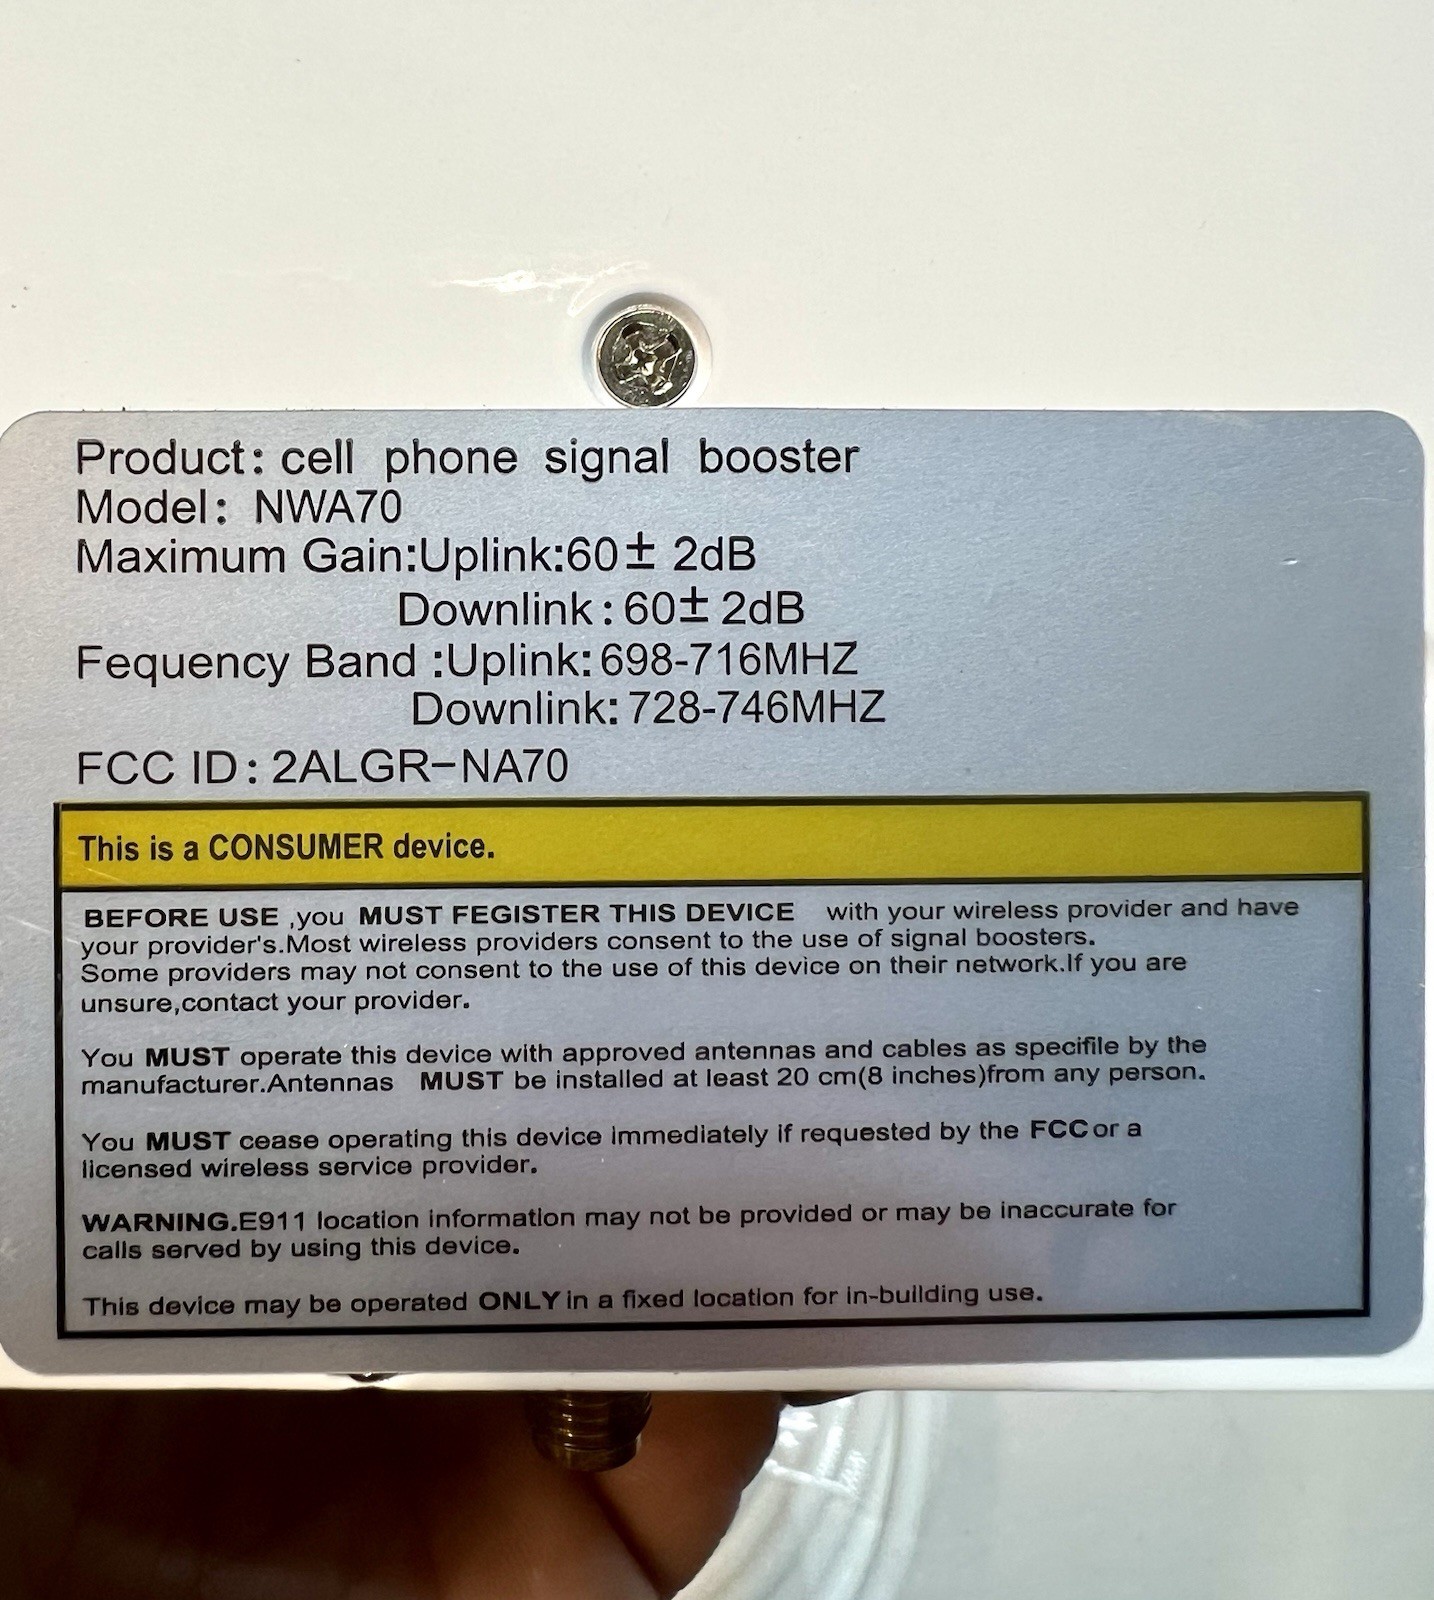 Product: cell phone signal booster
Model: NWA70
Maximum Gain:Uplink:60± 2dB
Downlink:60± 2dB
Fequency Band :Uplink:698-716MHZ
Downlink:728-746MHZ
FCC ID: 2ALGR-NA70
This is a CONSUMER device.
BEFORE USE ,you MUST FEGISTER THIS DEVICE with your wireless provider and have
your provider's.Most wireless providers consent to the use of signal boosters.
Some providers may not consent to the use of this device on their network.If you are
unsure,contact your provider.
You MUST operate this device with approved antennas and cables as specifile by the
manufacturer.Antennas MUST be installed at least 20 cm(8 inches)from any person.
You MUST cease operating this device immediately if requested by the FCC or a
licensed wireless service provider.
WARNING.E911 location information may not be provided or may be inaccurate for
calls served by using this device.
This device may be operated ONLY in a fixed location for in-building use.